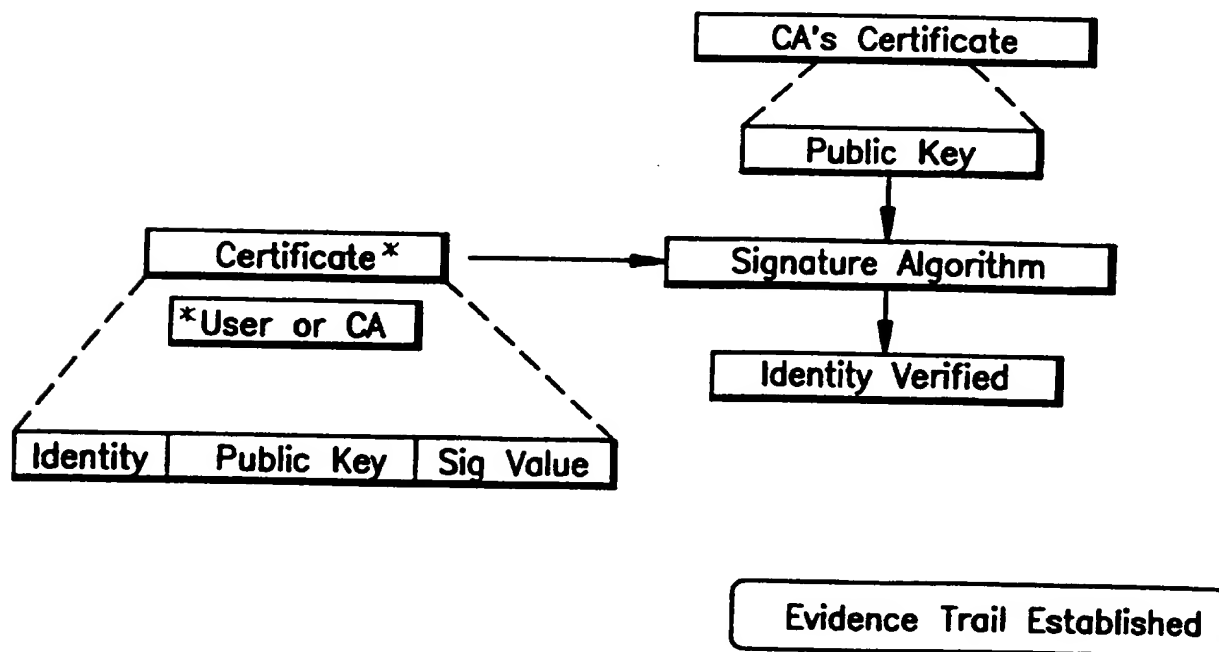 CA's Certificate
Public Key
Certificate*
Signature Algorithm
*User or CA
Identity Verified
Identity Public Key Sig Value
Evidence Trail Established